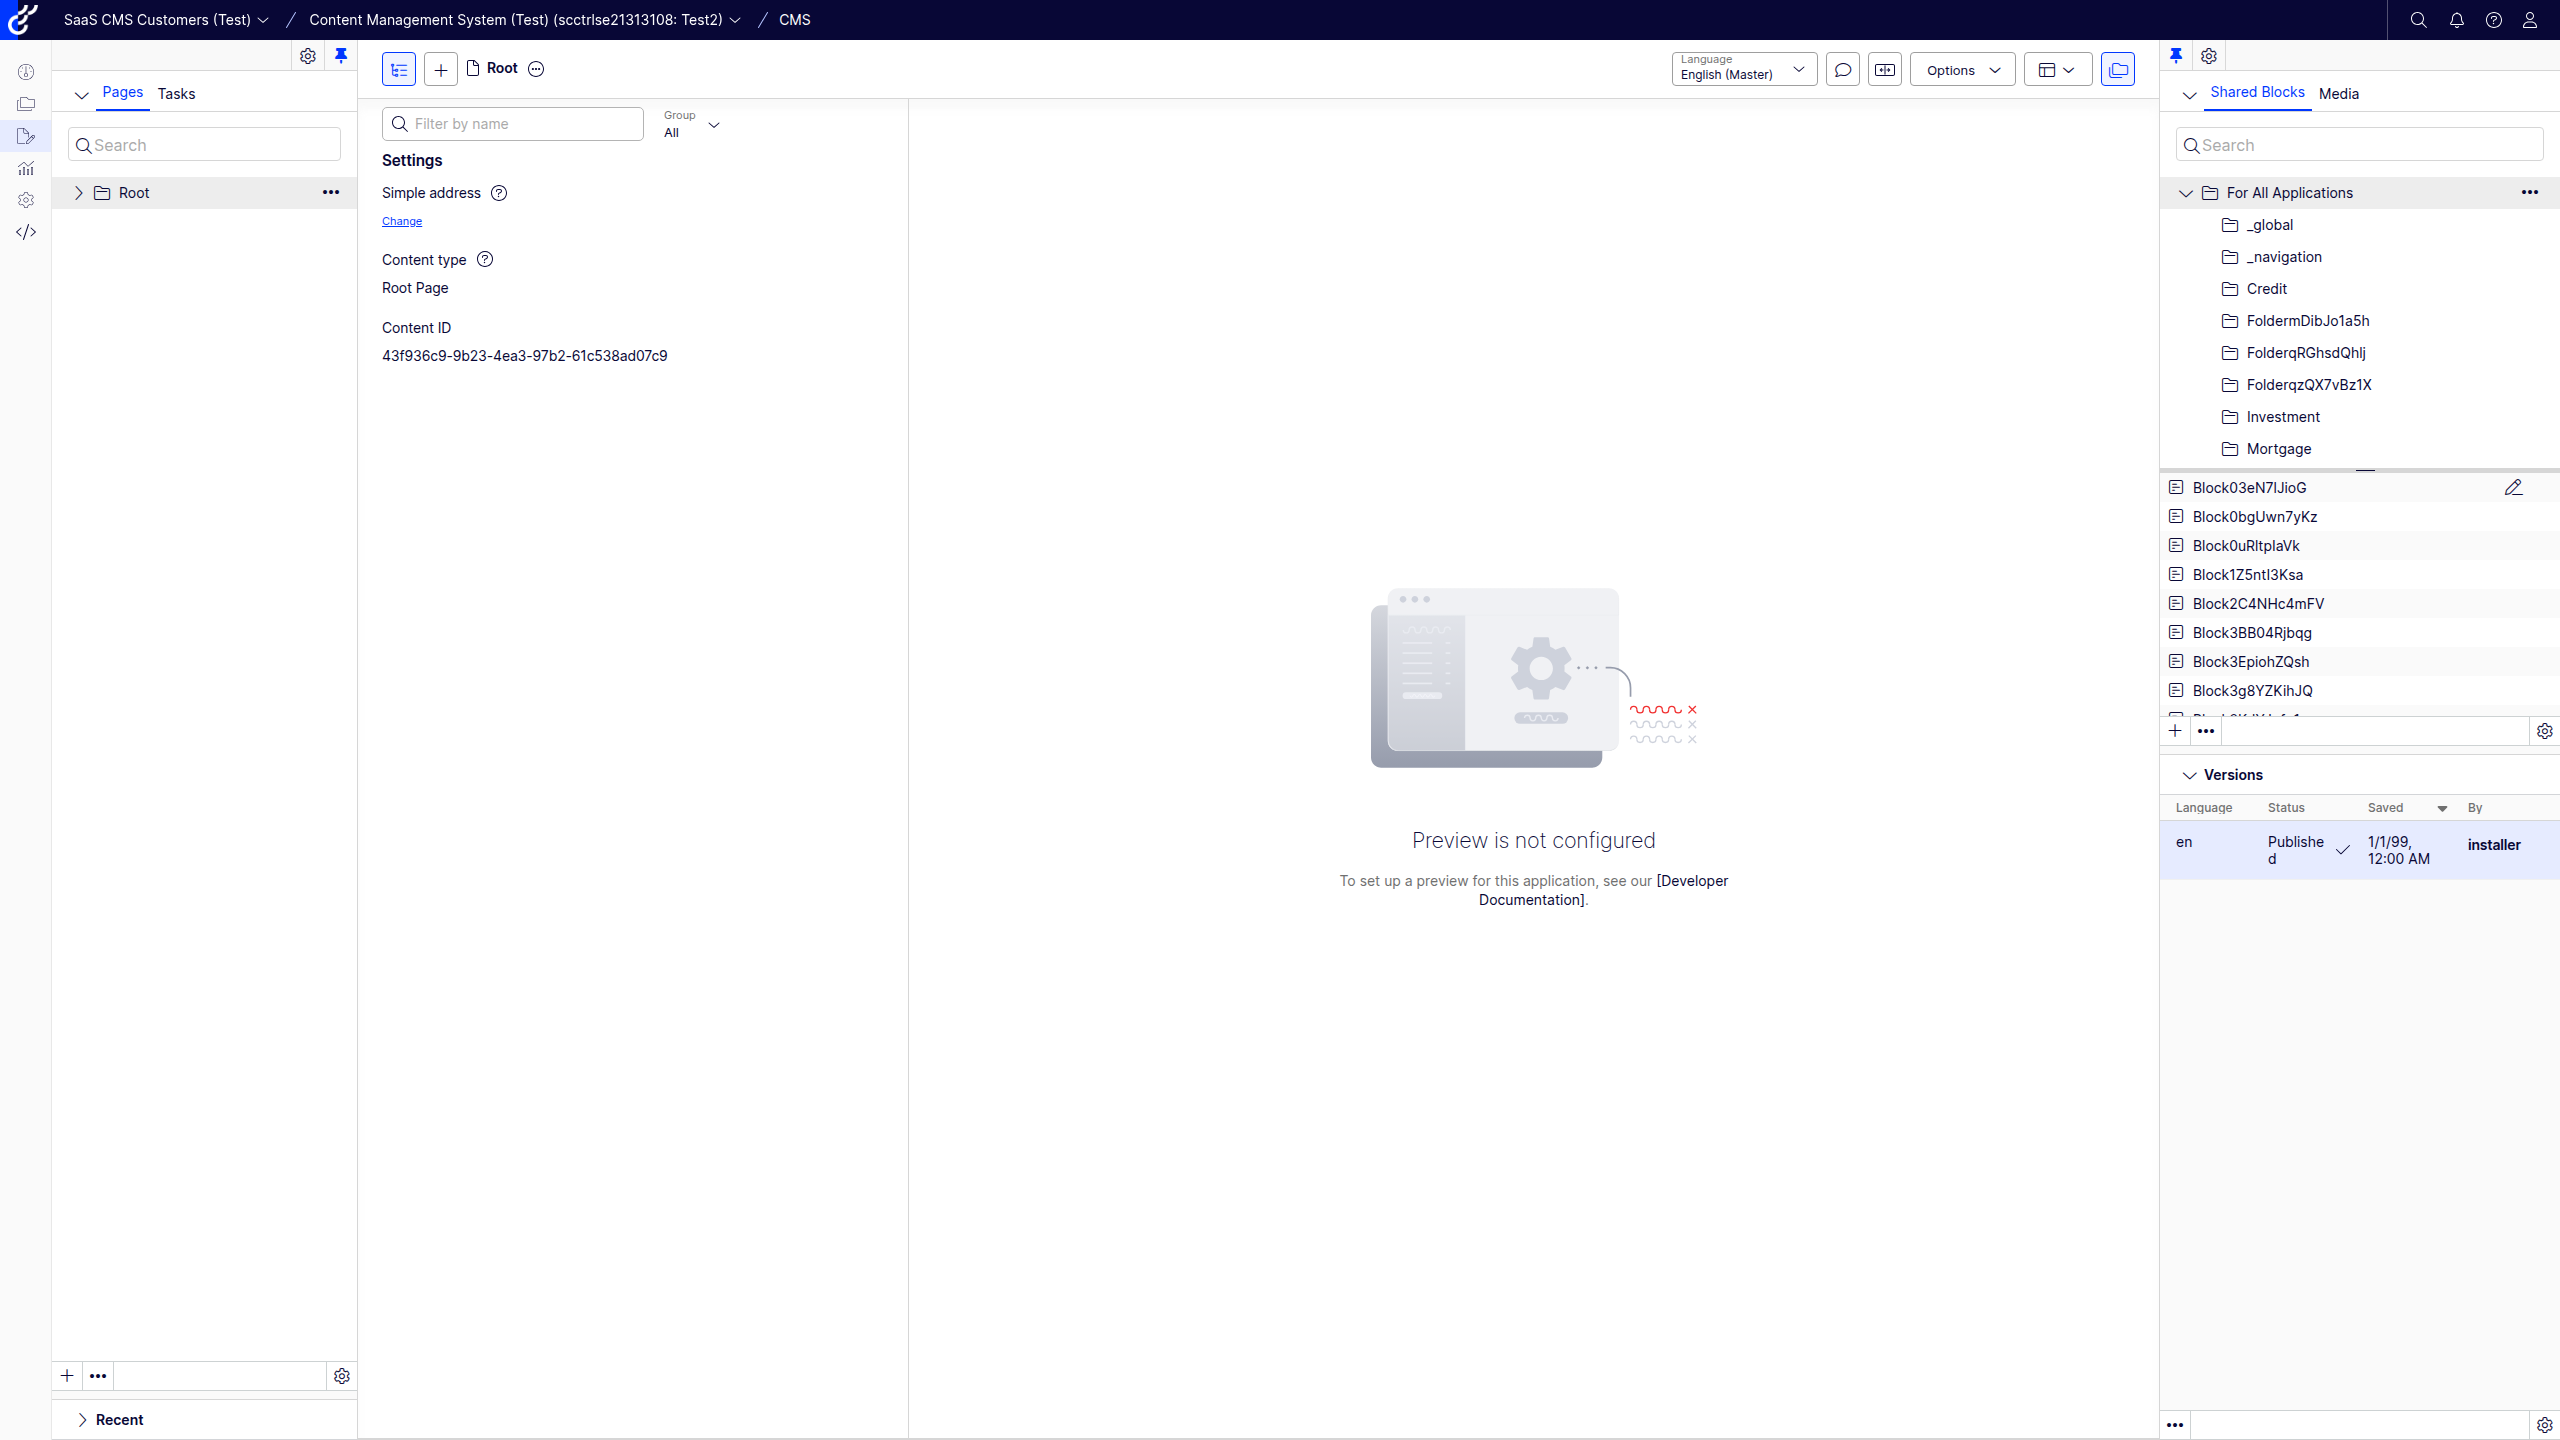 SaaS CMS Customers (Test)
Content Management System (Test) (scctrlse21313108: Test2)
CMS
Pages
Tasks
Search
Root
Recent
Root
Language
English (Master)
Options
Filter by name
Group
All
Settings
Simple address
Change
Content type
Root Page
Content ID
43f936c9-9b23-4ea3-97b2-61c538ad07c9
Preview is not configured
To set up a preview for this application, see our [Developer
Documentation].
Shared Blocks
Media
Search
For All Applications
_global
_navigation
Credit
FoldermDibJo1a5h
FolderqRGhsdQhlj
FolderqzQX7vBz1X
Investment
Mortgage
Block03eN7lJioG
Block0bgUwn7yKz
Block0uRltplaVk
Block1Z5ntI3Ksa
Block2C4NHc4mFV
Block3BB04Rjbqg
Block3EpiohZQsh
Block3g8YZKihJQ
Versions
Language Status Saved By
en Publishe 1/1/99, installer
d 12:00 AM